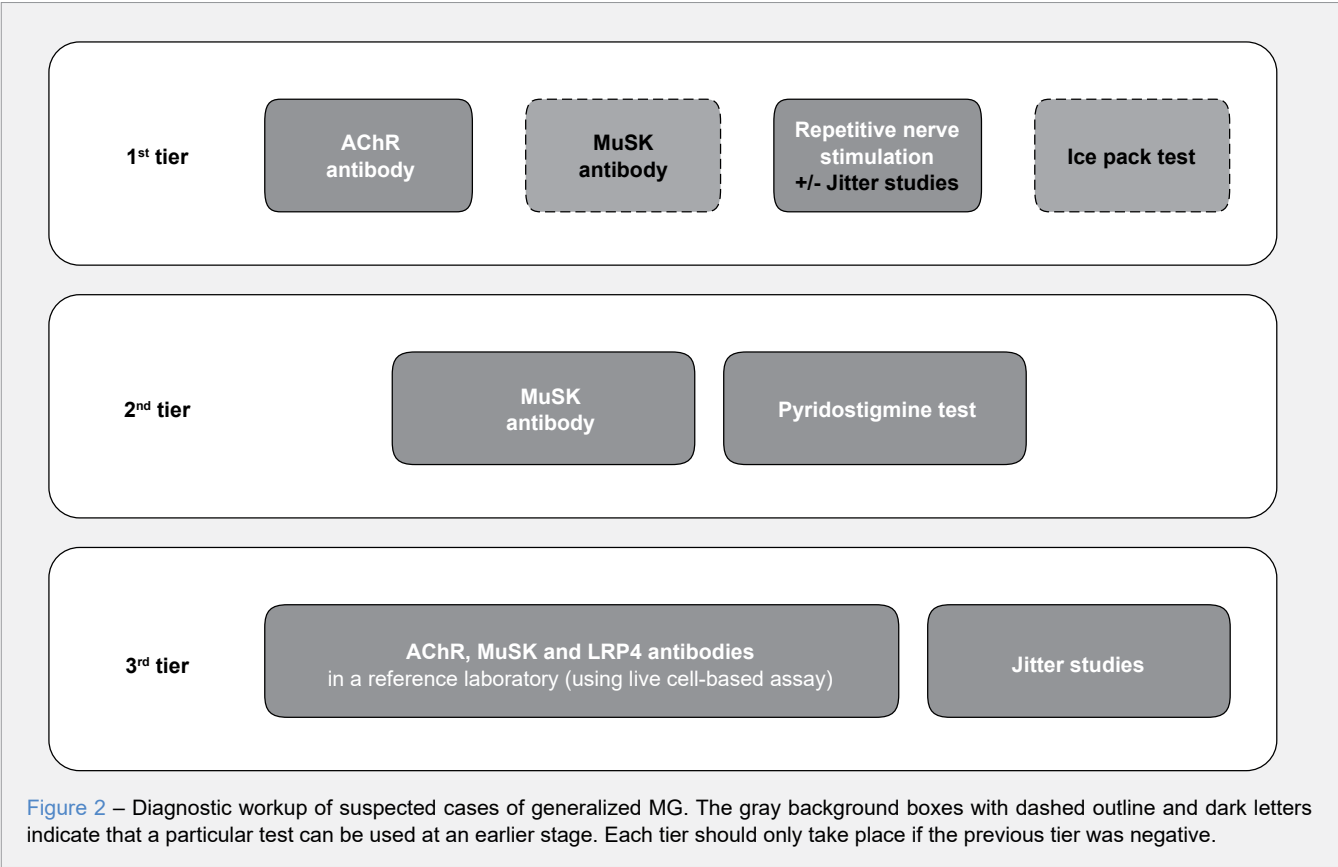 1st tier
AChR
antibody
MuSK
antibody
Repetitive nerve
stimulation
+/- Jitter studies
Ice pack test
2nd tier
MuSK
antibody
Pyridostigmine test
3rd tier
AChR, MuSK and LRP4 antibodies
in a reference laboratory (using live cell-based assay)
Jitter studies
Figure 2 – Diagnostic workup of suspected cases of generalized MG. The gray background boxes with dashed outline and dark letters
indicate that a particular test can be used at an earlier stage. Each tier should only take place if the previous tier was negative.